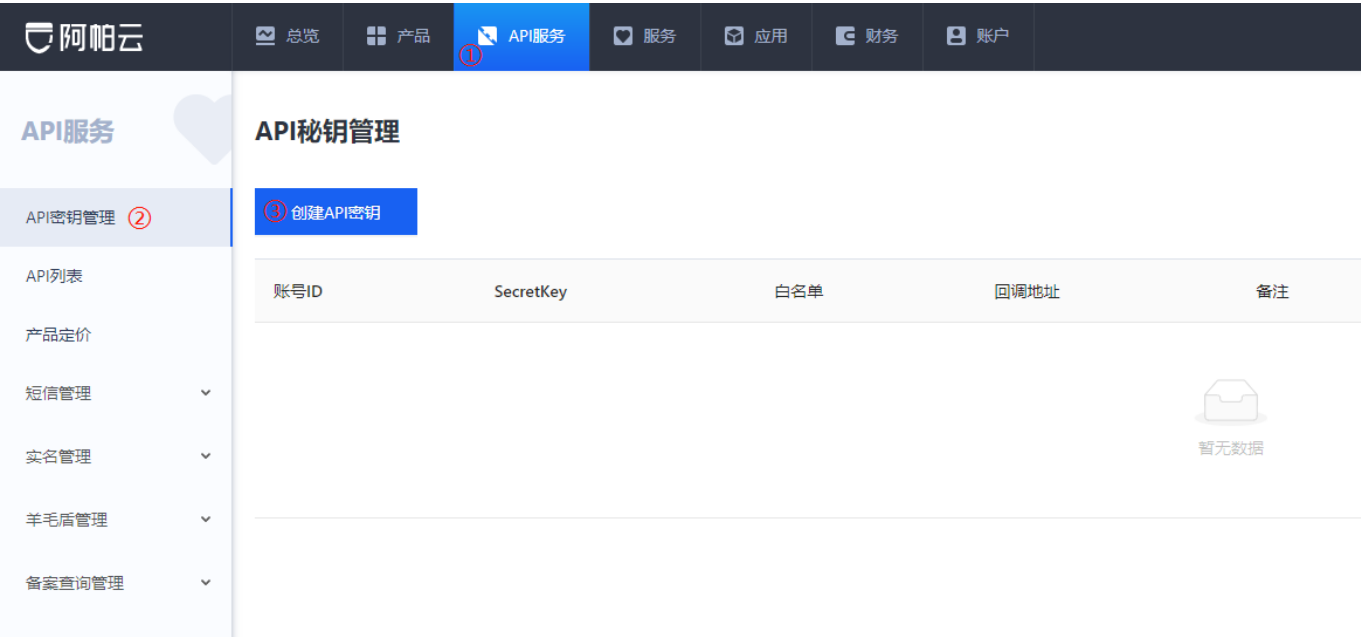 阿帕云 总览 产品 API服务 服务 应用 财务 账户
①
API服务
API秘钥管理
API密钥管理 ②
③ 创建API密钥
API列表
账号ID SecretKey 白名单 回调地址 备注
产品定价
短信管理
暂无数据
实名管理
羊毛盾管理
备案查询管理